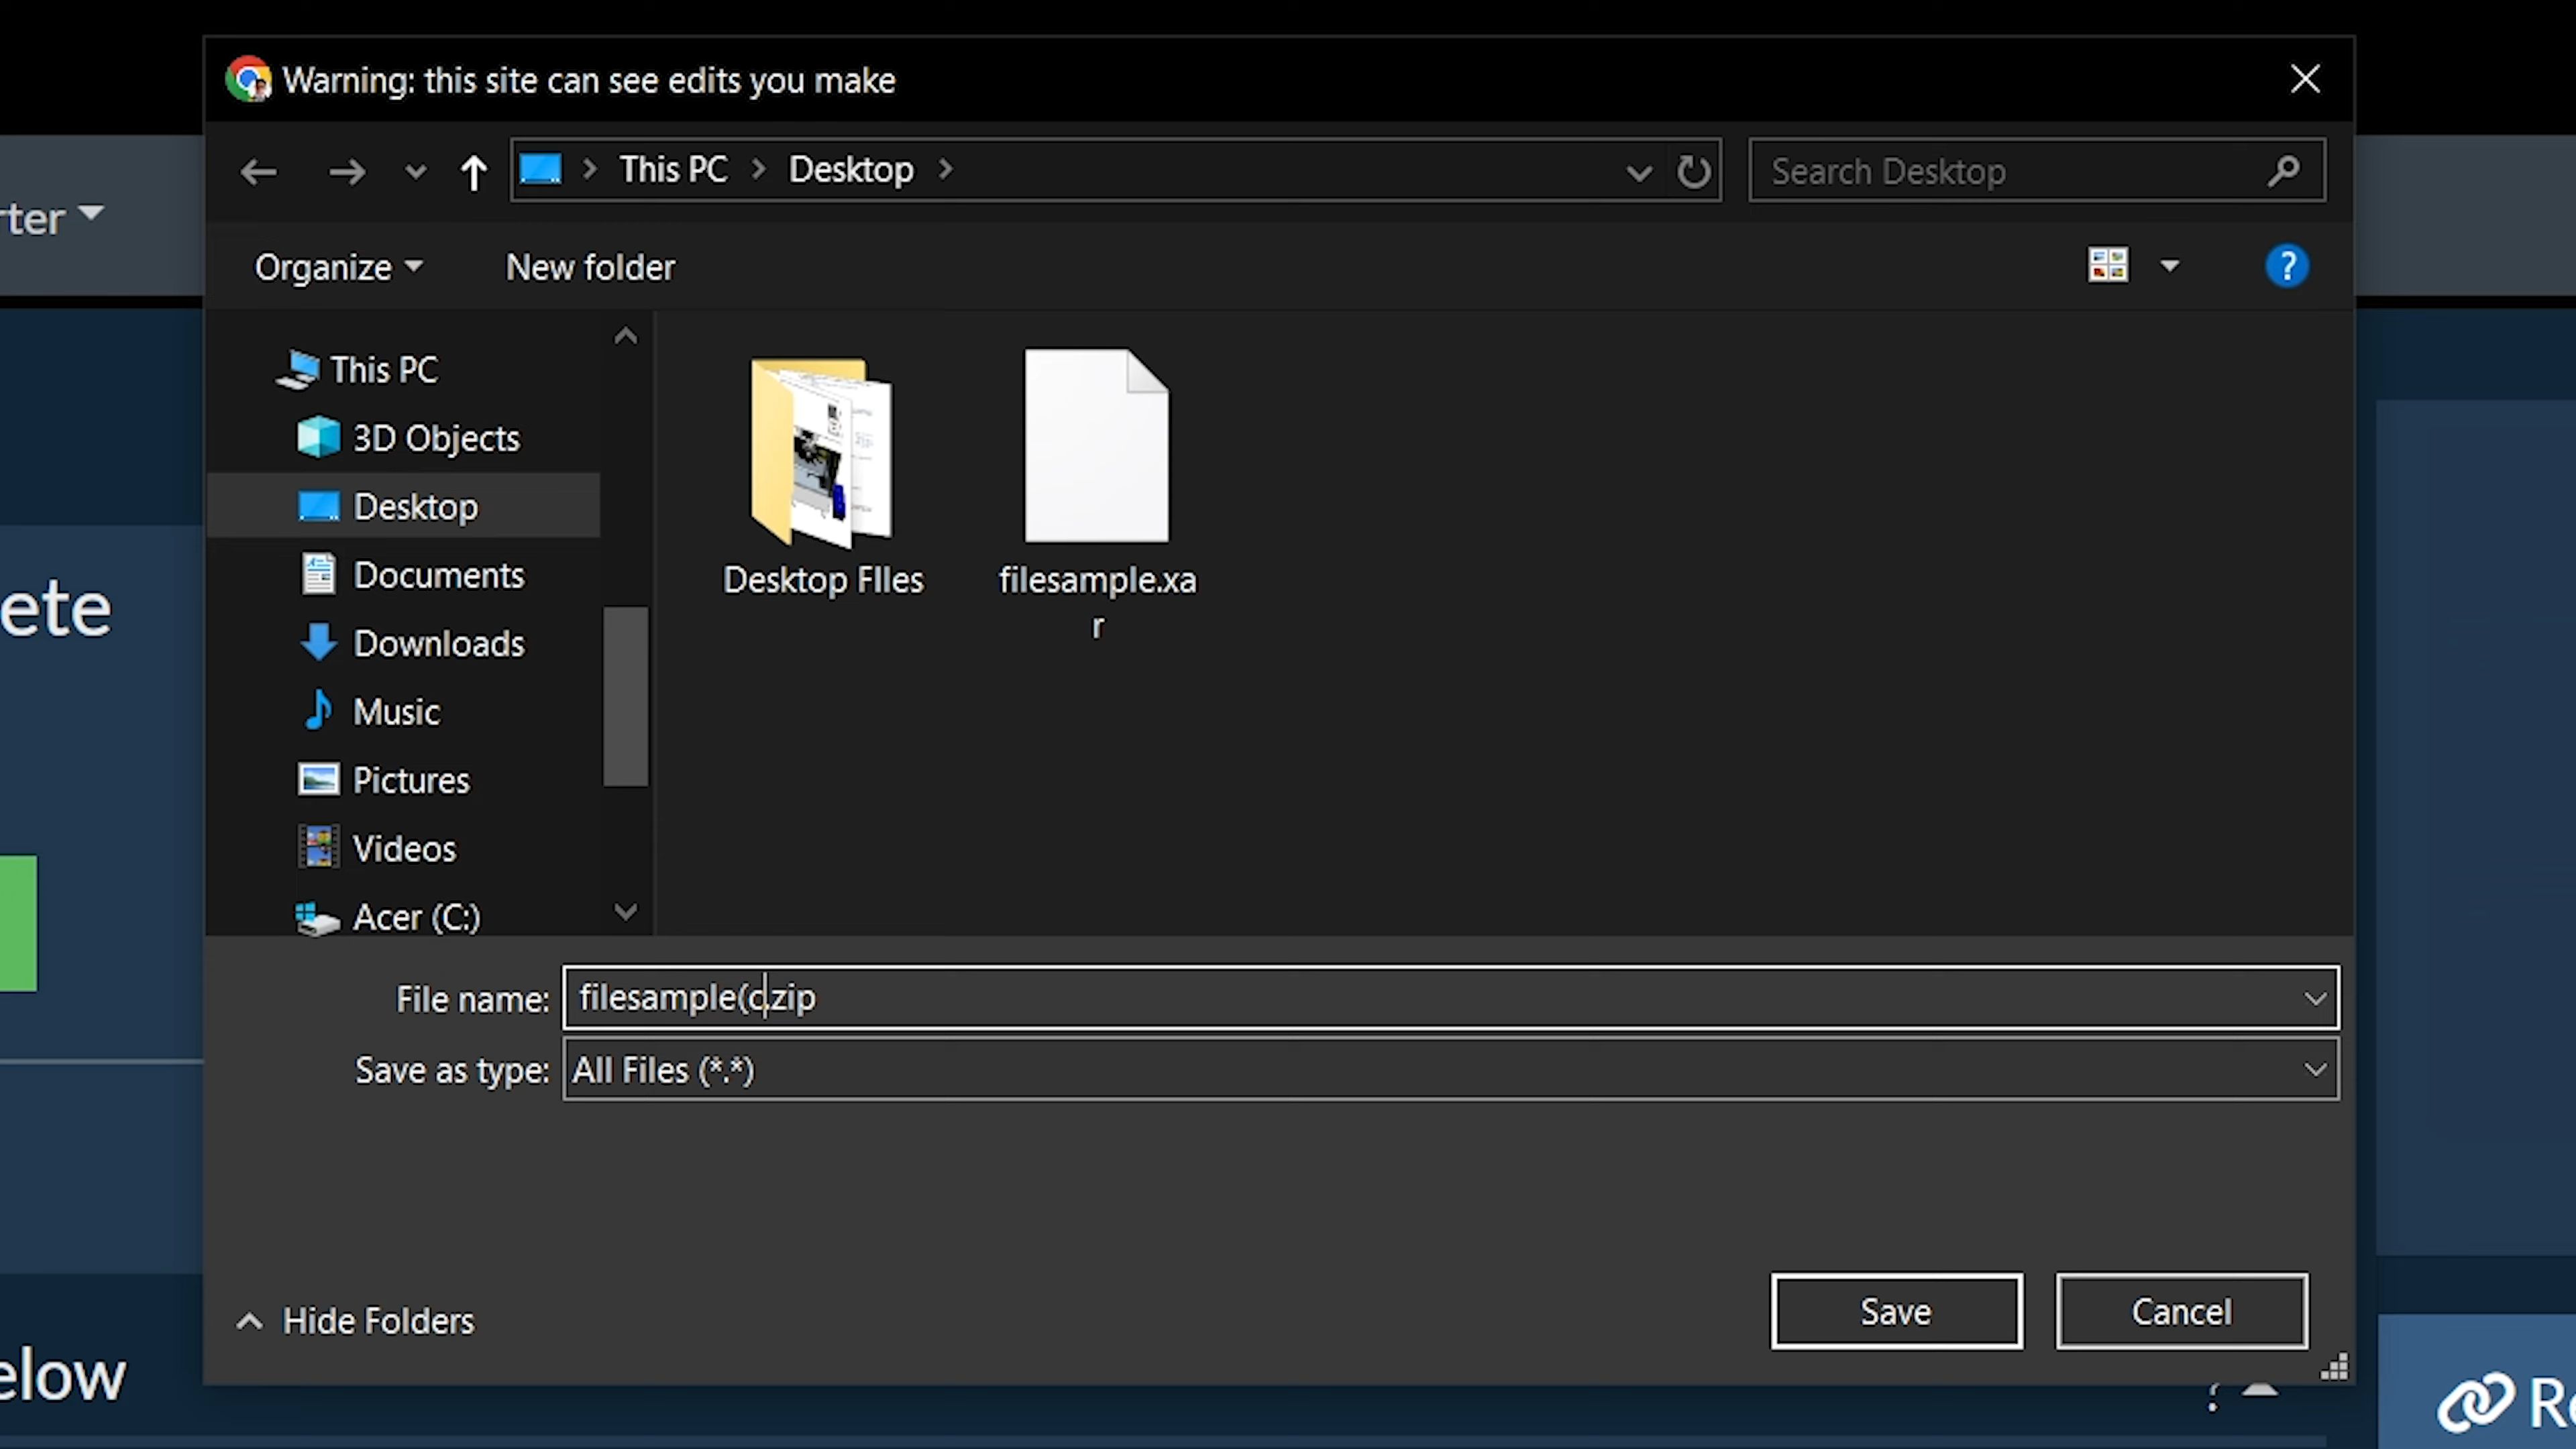 Warning: this site can see edits you make
This PC > Desktop >
Search Desktop
rter
Organize
New folder
?
This PC
3D Objects
Desktop
Documents
Downloads
Music
Pictures
Videos
Acer (C:)
Desktop FIles
filesample.xa
r
ete
File name: filesample(c.zip
Save as type: All Files (*.*)
Save
Cancel
Hide Folders
elow
?
Re